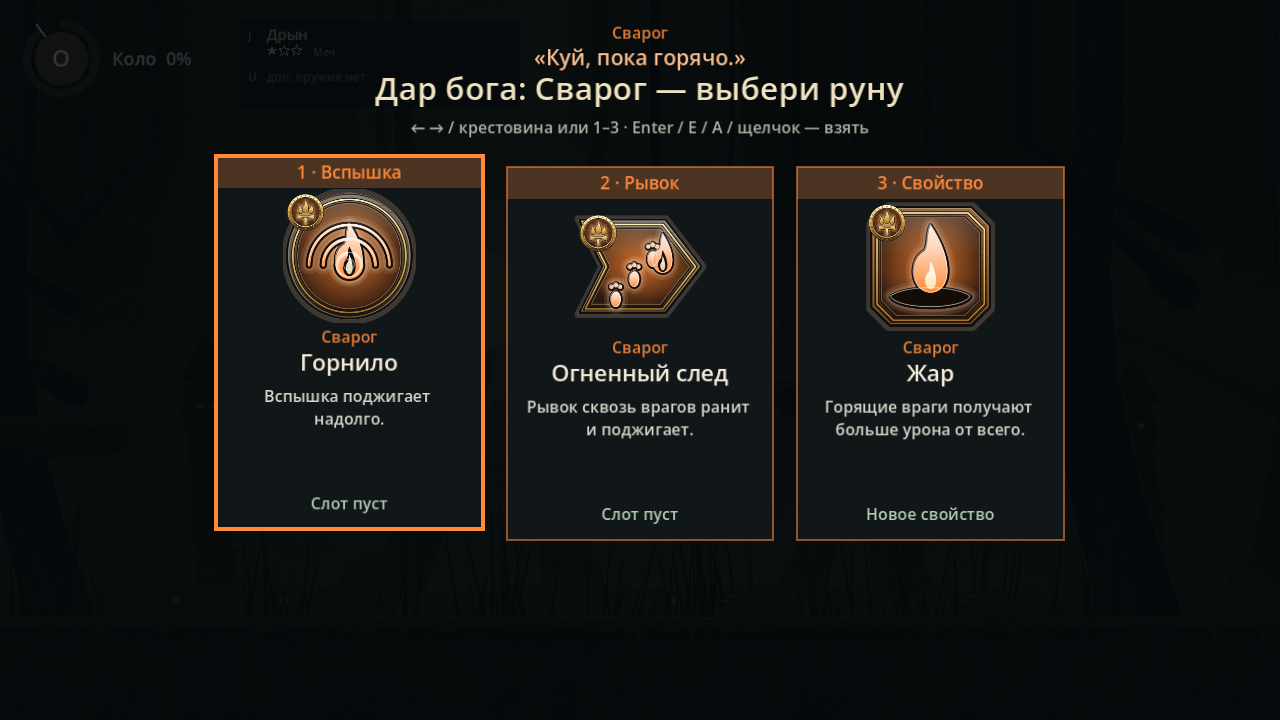 О
Коло 0%
J Дрын
★☆☆ Меч
U доп. оружия нет
Сварог
«Куй, пока горячо.»
Дар бога: Сварог — выбери руну
←→ / крестовина или 1–3 · Enter / E / A / щелчок — взять
1 · Вспышка
Сварог
Горнило
Вспышка поджигает
надолго.
Слот пуст
2 · Рывок
Сварог
Огненный след
Рывок сквозь врагов ранит
и поджигает.
Слот пуст
3 · Свойство
Сварог
Жар
Горящие враги получают
больше урона от всего.
Новое свойство